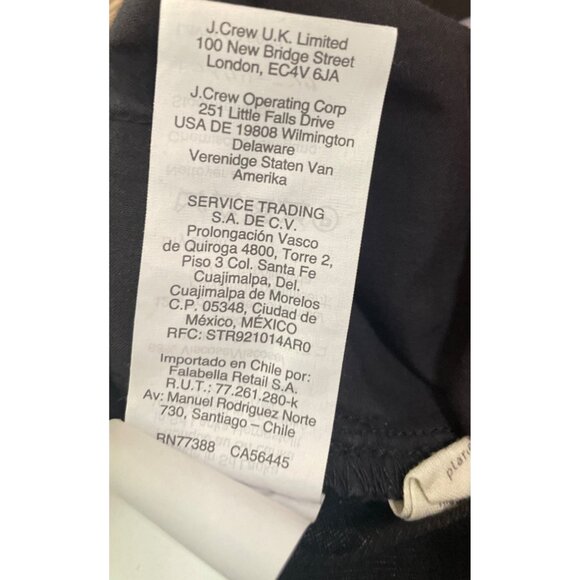 J.Crew U.K. Limited
100 New Bridge Street
London, EC4V 6JA
J.Crew Operating Corp
251 Little Falls Drive
USA DE 19808 Wilmington
Delaware
Verenidge Staten Van
Amerika
SERVICE TRADING
S.A. DE C.V.
Prolongación Vasco
de Quiroga 4800, Torre 2,
Piso 3 Col. Santa Fe
Cuajimalpa, Del.
Cuajimalpa de Morelos
C.P. 05348, Ciudad de
México, MÉXICO
RFC: STR921014AR0
Importado en Chile por:
Falabella Retail S.A.
R.U.T.: 77.261.280-k
Av: Manuel Rodriguez Norte
730, Santiago – Chile
RN77388 CA56445